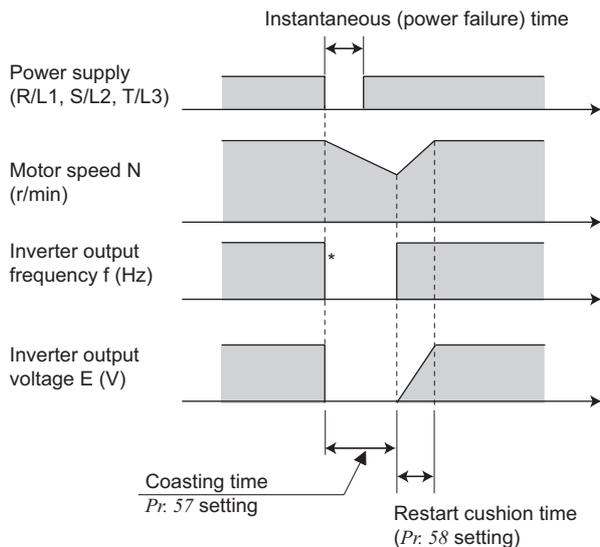 Instantaneous (power failure) time
Power supply
(R/L1, S/L2, T/L3)
Motor speed N
(r/min)
Inverter output
frequency f (Hz)
*
Inverter output
voltage E (V)
Coasting time
Pr. 57 setting
Restart cushion time
(Pr. 58 setting)